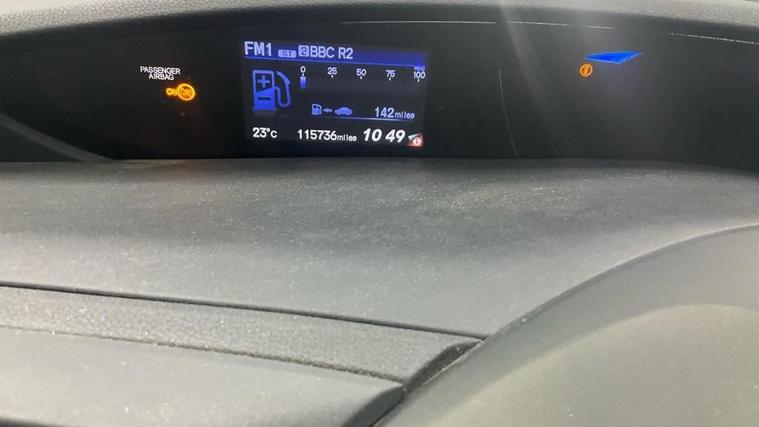 FM1 ST 2 BBC R2
PASSENGER
AIRBAG
ON
0 25 50 75 100
142 miles
23°C 115736 miles 10 49